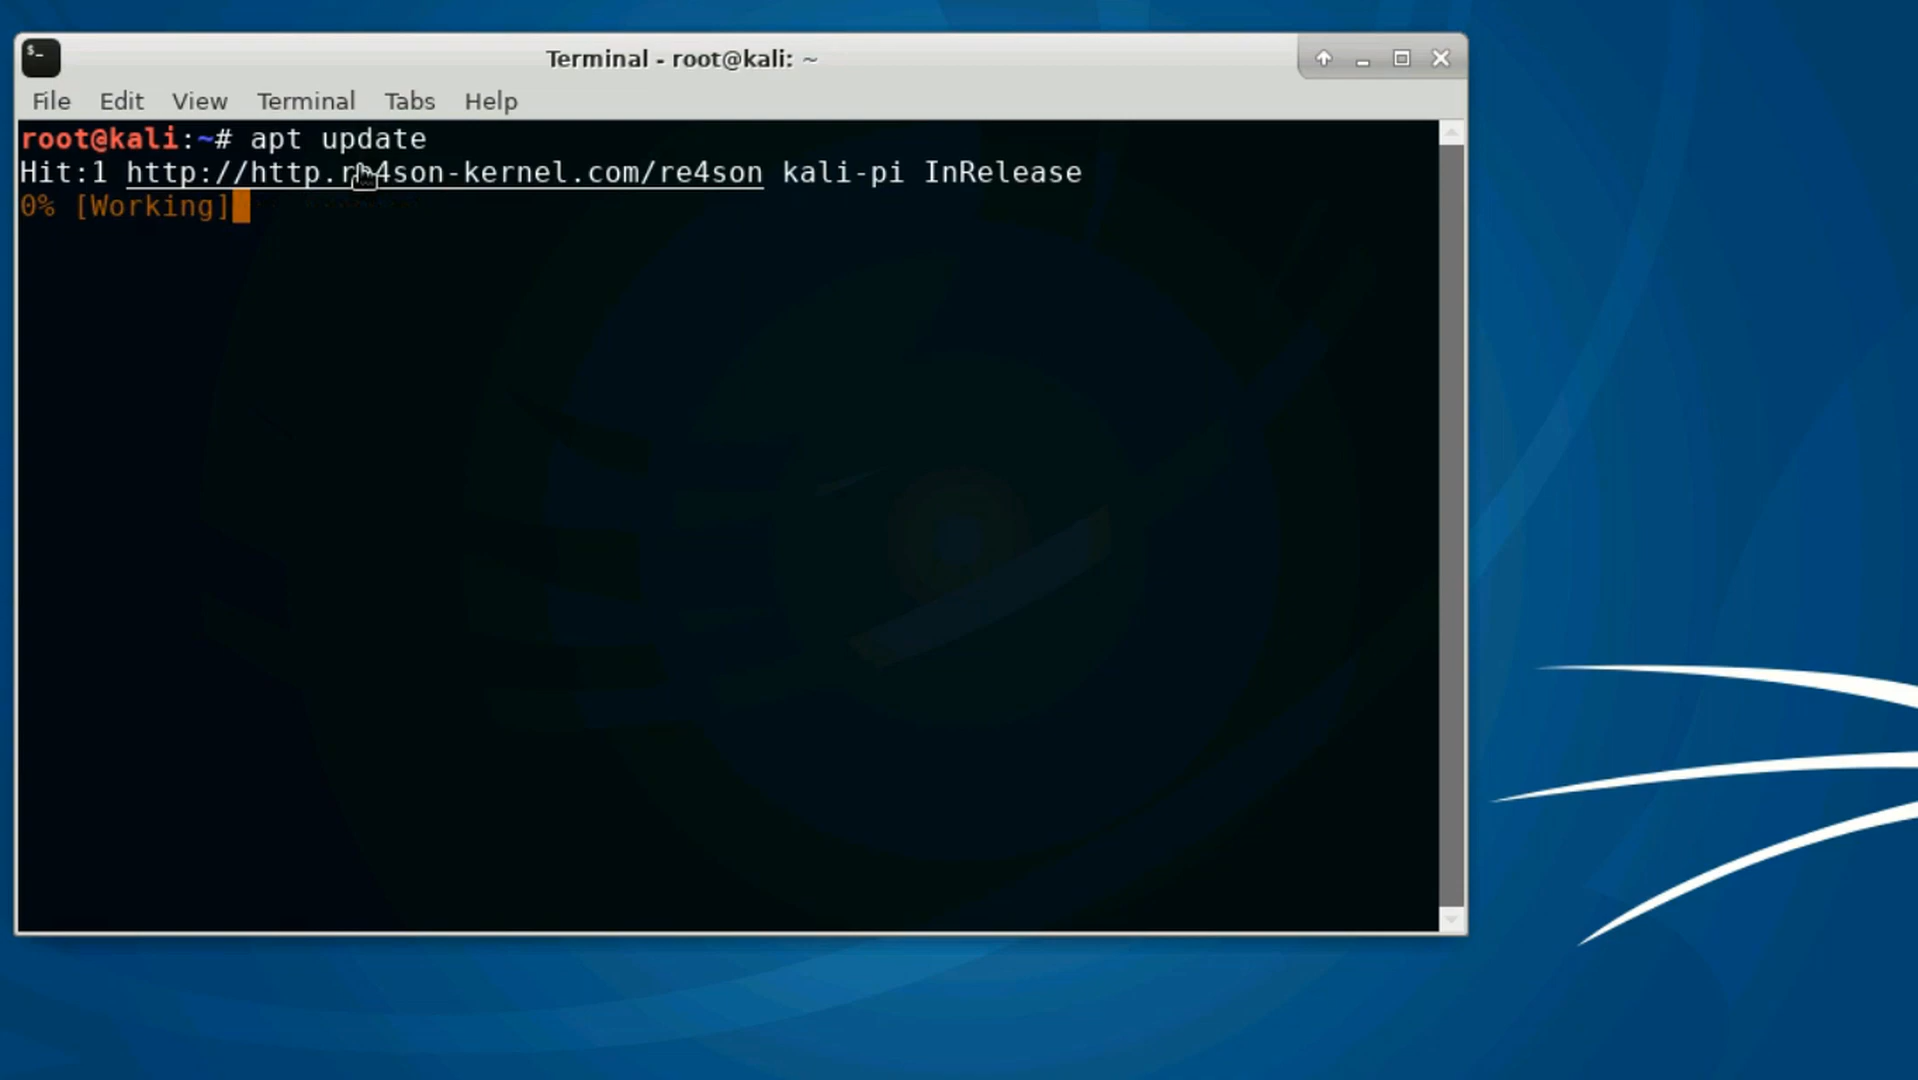 $_
Terminal - root@kali: ~
File Edit View Terminal Tabs Help
root@kali:~# apt update
Hit:1 http://http.re4son-kernel.com/re4son kali-pi InRelease
0% [Working]